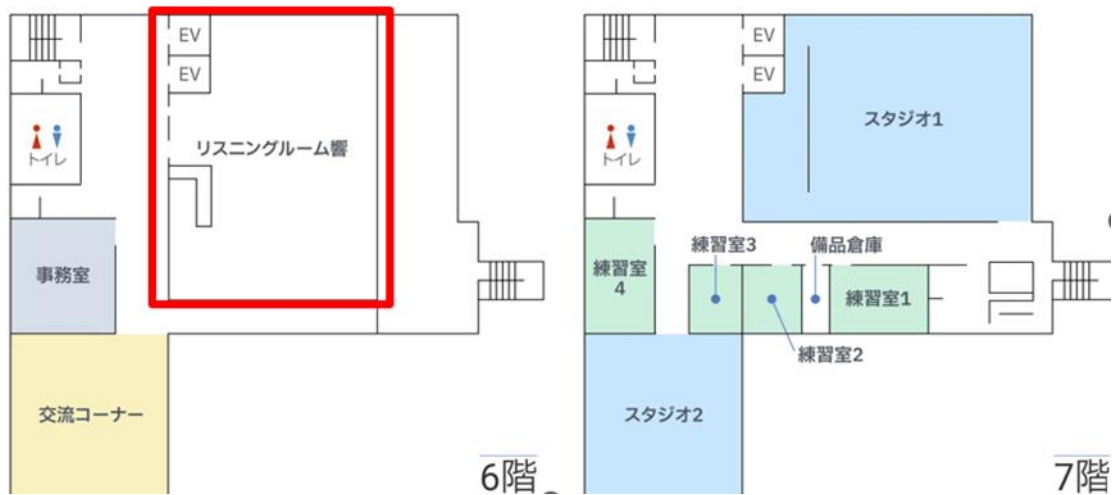 EV
EV
リスニングルーム響
トイレ
事務室
交流コーナー
6階
EV
EV
スタジオ1
トイレ
練習室3
備品倉庫
練習室
4
練習室1
練習室2
スタジオ2
7階